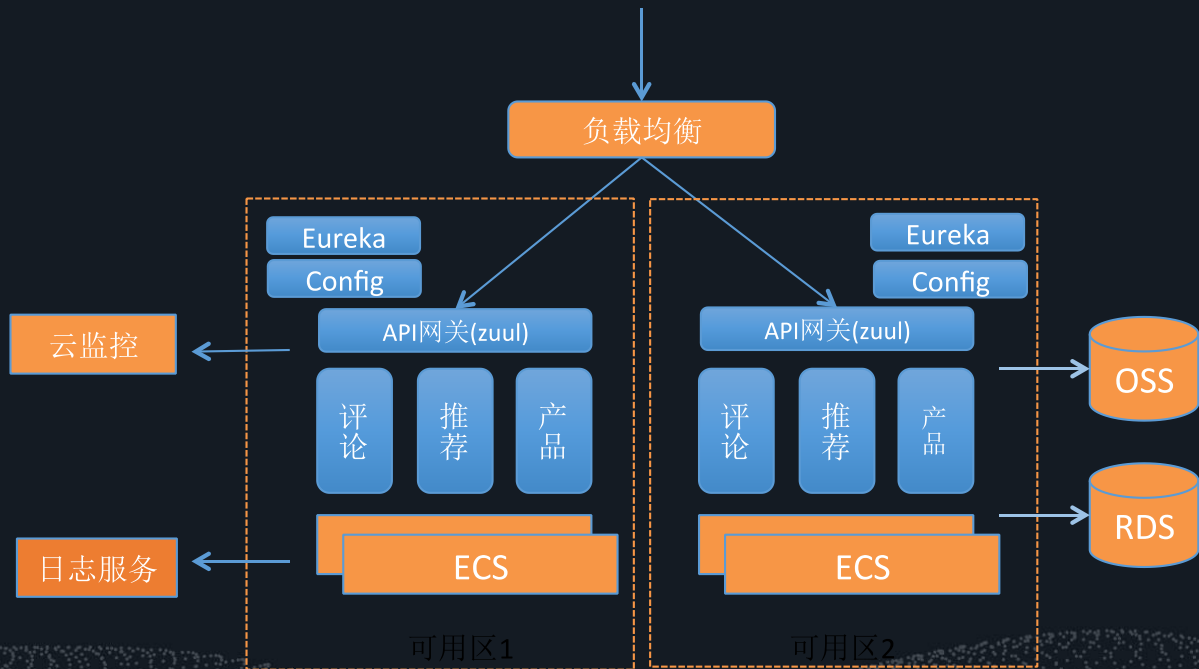 负载均衡
Eureka
Config
API网关(zuul)
评论
推荐
产品
ECS
可用区1
Eureka
Config
API网关(zuul)
评论
推荐
产品
ECS
可用区2
云监控
日志服务
OSS
RDS